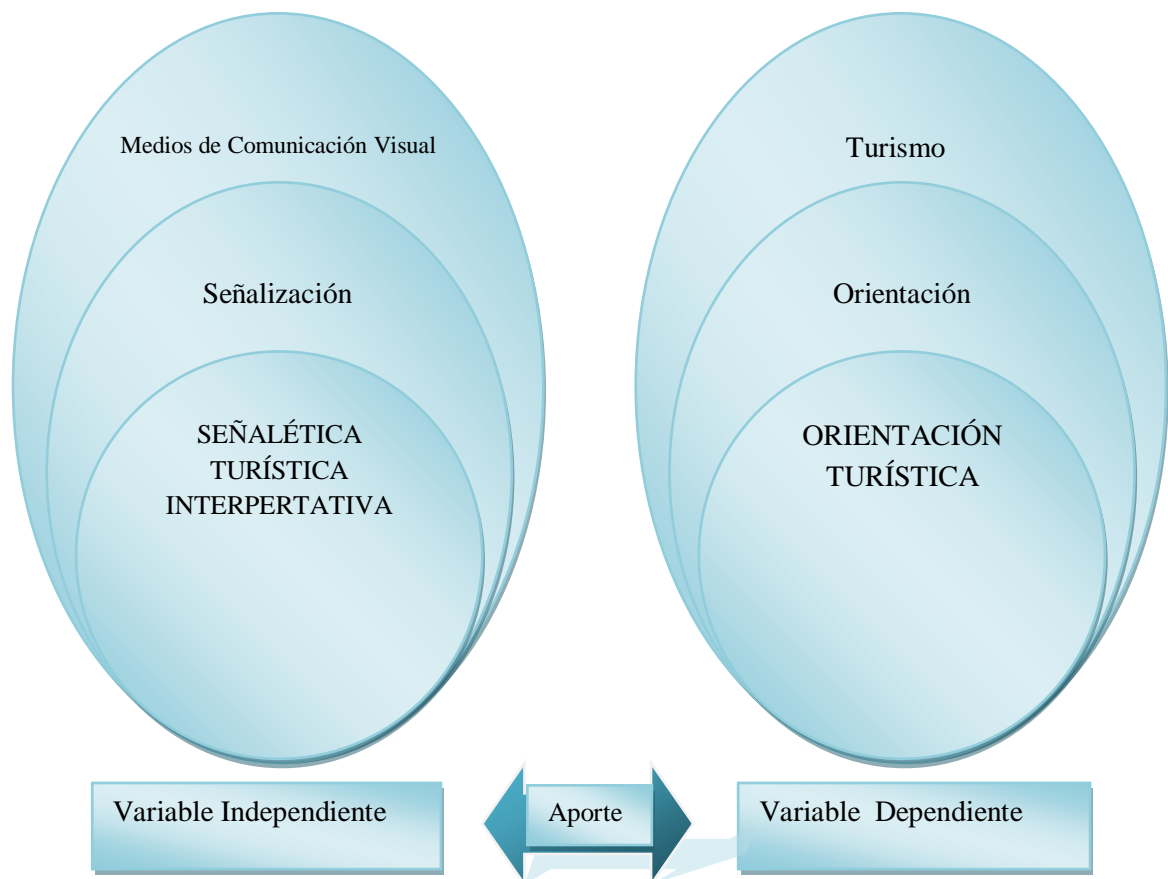 Medios de Comunicación Visual
Señalización
SEÑALÉTICA
TURÍSTICA
INTERPERTATIVA
Variable Independiente
Aporte
Turismo
Orientación
ORIENTACIÓN
TURÍSTICA
Variable  Dependiente